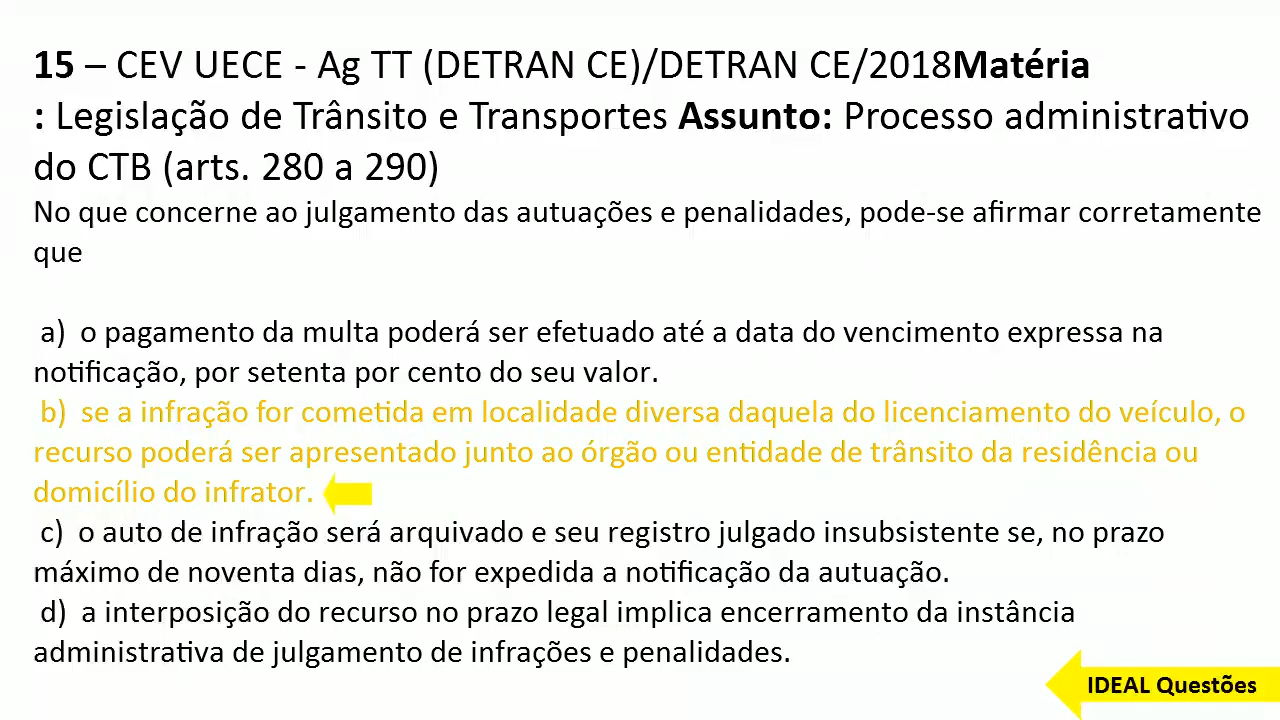 15 – CEV UECE - Ag TT (DETRAN CE)/DETRAN CE/2018Matéria
: Legislação de Trânsito e Transportes Assunto: Processo administrativo
do CTB (arts. 280 a 290)
No que concerne ao julgamento das autuações e penalidades, pode-se afirmar corretamente
que
a) o pagamento da multa poderá ser efetuado até a data do vencimento expressa na
notificação, por setenta por cento do seu valor.
b) se a infração for cometida em localidade diversa daquela do licenciamento do veículo, o
recurso poderá ser apresentado junto ao órgão ou entidade de trânsito da residência ou
domicílio do infrator.
c) o auto de infração será arquivado e seu registro julgado insubsistente se, no prazo
máximo de noventa dias, não for expedida a notificação da autuação.
d) a interposição do recurso no prazo legal implica encerramento da instância
administrativa de julgamento de infrações e penalidades.
IDEAL Questões